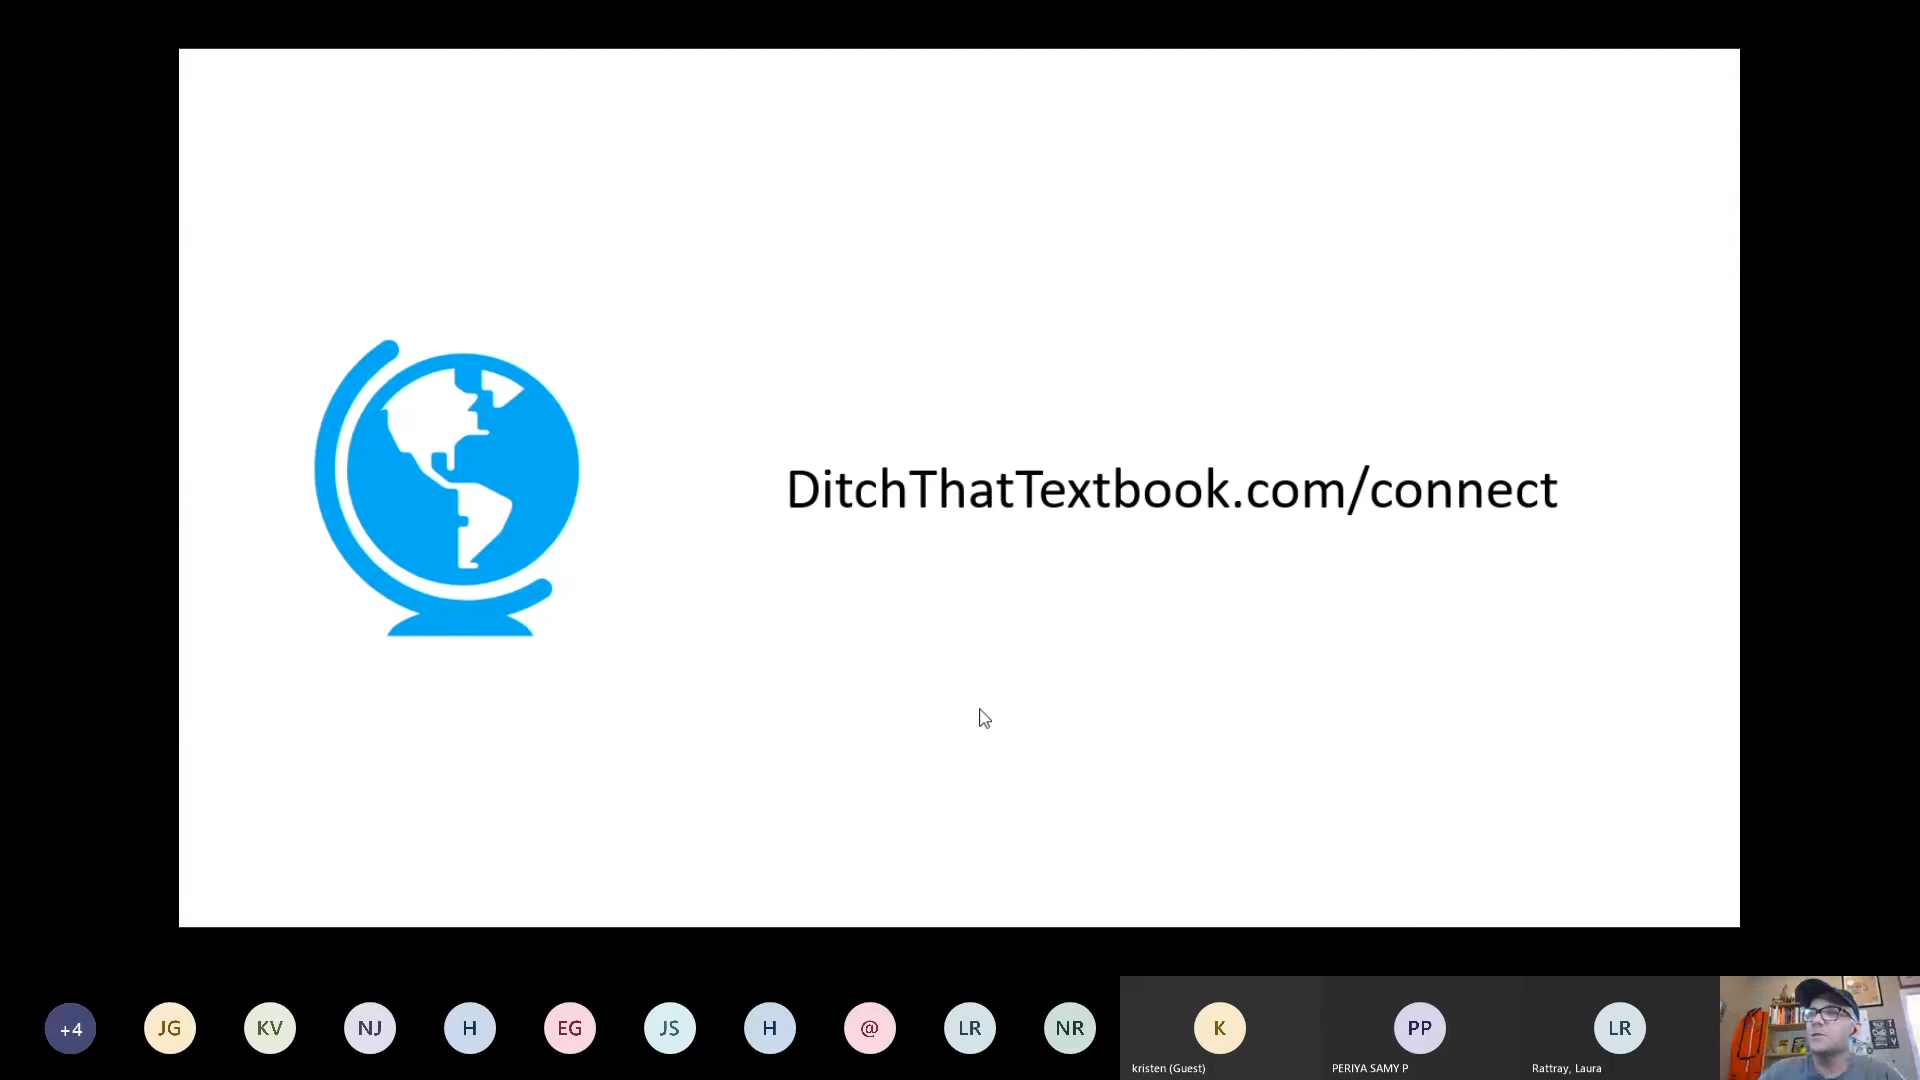 DitchThatTextbook.com/connect
+4
JG
KV
NJ
H
EG
JS
H
@
LR
NR
K
PP
LR
kristen (Guest)
PERIYA SAMY P
Rattray, Laura